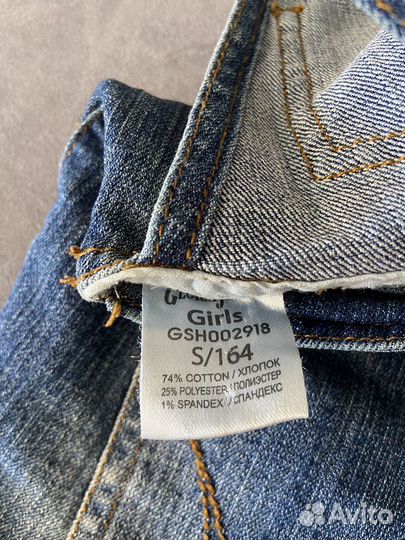 Girls
GSH002918
S/164
74% COTTON / ХЛОПОК
25% POLYESTER / ПОЛИЭСТЕР
1% SPANDEX / СПАНДЕКС
Avito